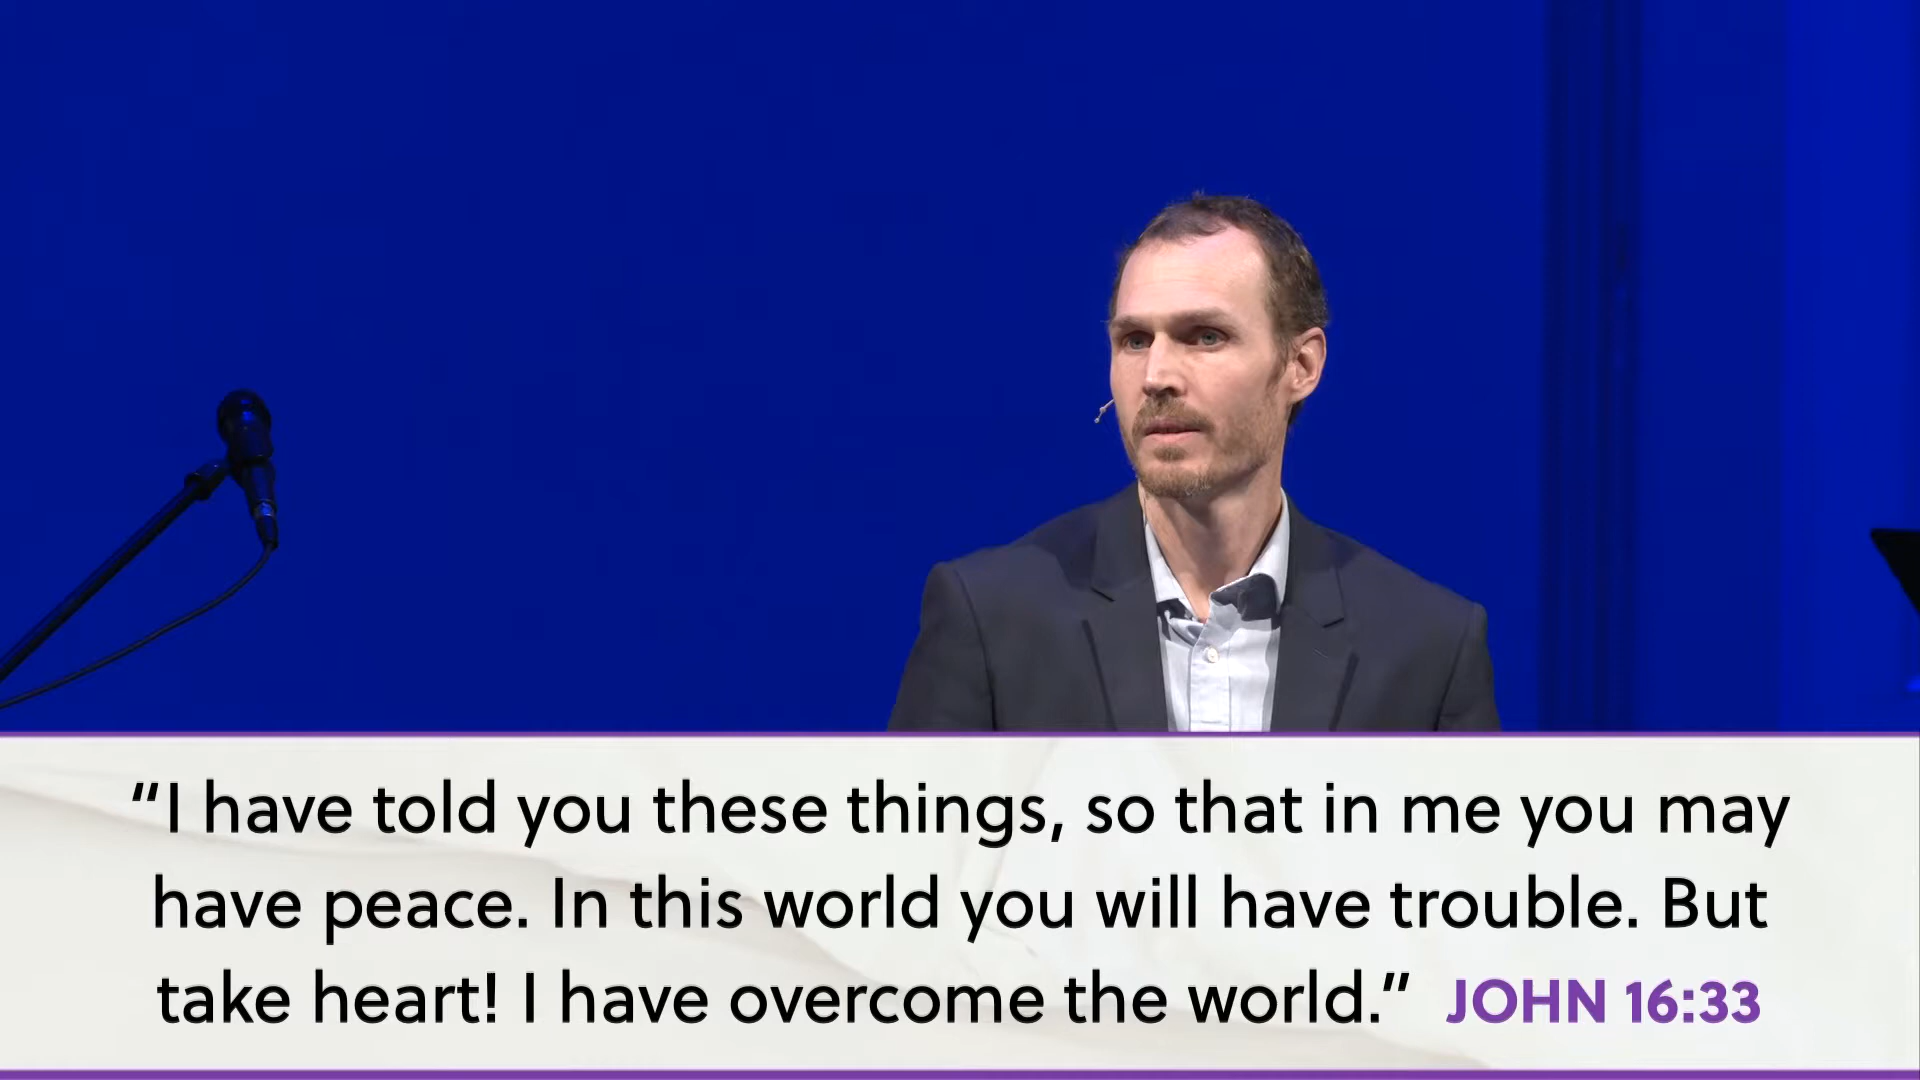 “I have told you these things, so that in me you may
have peace. In this world you will have trouble. But
take heart! I have overcome the world.” JOHN 16:33